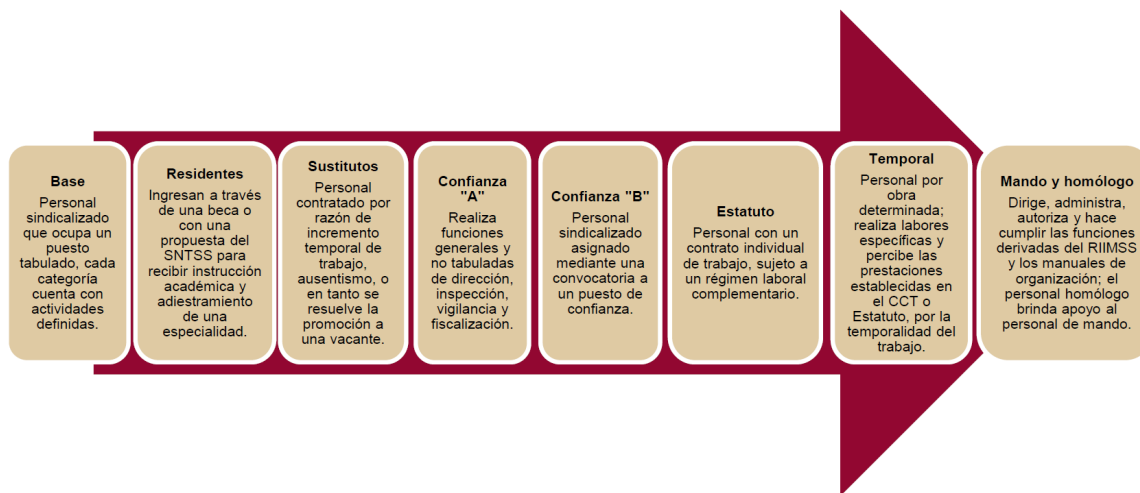 Base
Personal
sindicalizado
que ocupa un
puesto
tabulado, cada
categoría
cuenta con
actividades
definidas.
Residentes
Ingresan a través
de una beca o
con una
propuesta del
SNTSS para
recibir instrucción
académica y
adiestramiento
de una
especialidad.
Sustitutos
Personal
contratado por
razón de
incremento
temporal de
trabajo,
ausentismo, o
en tanto se
resuelve la
promoción a
una vacante.
Confianza
"A"
Realiza
funciones
generales y
no tabuladas
de dirección,
inspección,
vigilancia y
fiscalización.
Confianza "B"
Personal
sindicalizado
asignado
mediante una
convocatoria a
un puesto de
confianza.
Estatuto
Personal con un
contrato individual
de trabajo, sujeto a
un régimen laboral
complementario.
Temporal
Personal por
obra
determinada;
realiza labores
específicas y
percibe las
prestaciones
establecidas en
el CCT o
Estatuto, por la
temporalidad del
trabajo.
Mando y homólogo
Dirige, administra,
autoriza y hace
cumplir las funciones
derivadas del RIIMSS
y los manuales de
organización; el
personal homólogo
brinda apoyo al
personal de mando.